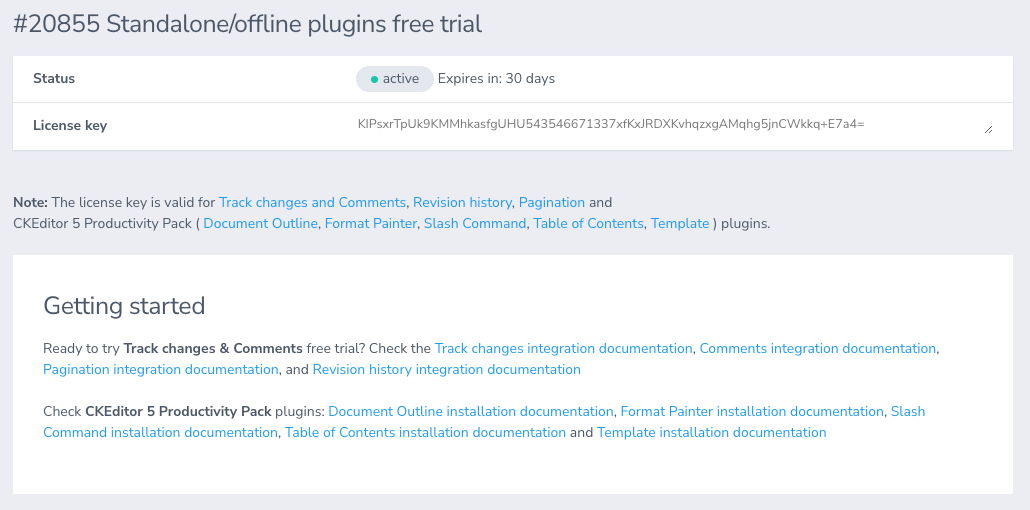 #20855 Standalone/offline plugins free trial
Status
active Expires in: 30 days
License key
KIPsxrTpUk9KMMhkasfgUHU543546671337xfKxJRDXKvhqzxgAMqhg5jnCWkkq+E7a4=
Note: The license key is valid for Track changes and Comments, Revision history, Pagination and
CKEditor 5 Productivity Pack ( Document Outline, Format Painter, Slash Command, Table of Contents, Template ) plugins.
Getting started
Ready to try Track changes & Comments free trial? Check the Track changes integration documentation, Comments integration documentation,
Pagination integration documentation, and Revision history integration documentation
Check CKEditor 5 Productivity Pack plugins: Document Outline installation documentation, Format Painter installation documentation, Slash
Command installation documentation, Table of Contents installation documentation and Template installation documentation